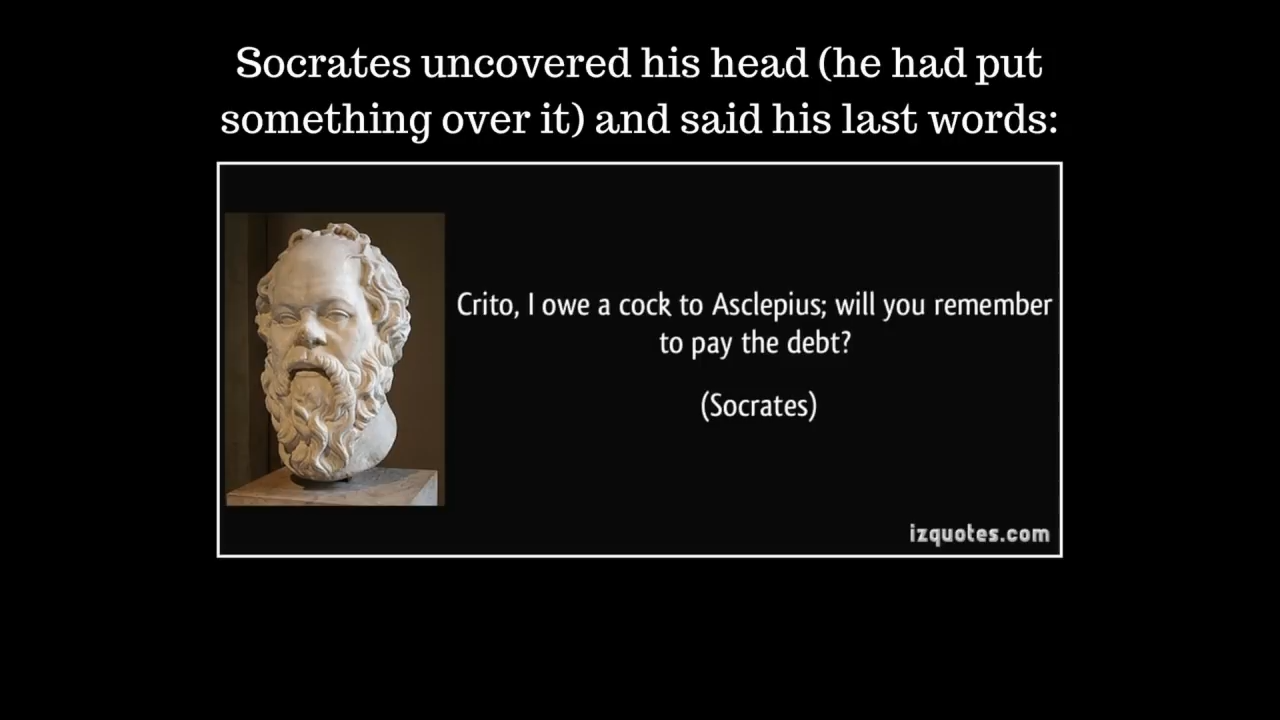 Socrates uncovered his head (he had put
something over it) and said his last words:
Crito, I owe a cock to Asclepius; will you remember
to pay the debt?
(Socrates)
izquotes.com